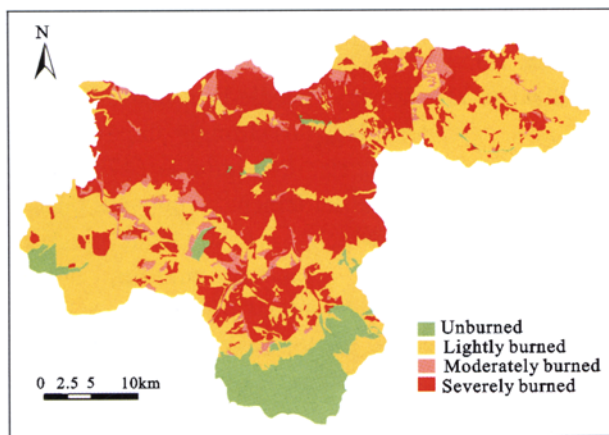 N
Unburned
Lightly burned
Moderately burned
Severely burned
0 2.5 5 10km